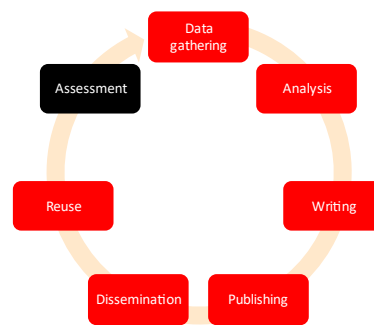 Data
gathering
Analysis
Writing
Publishing
Dissemination
Reuse
Assessment